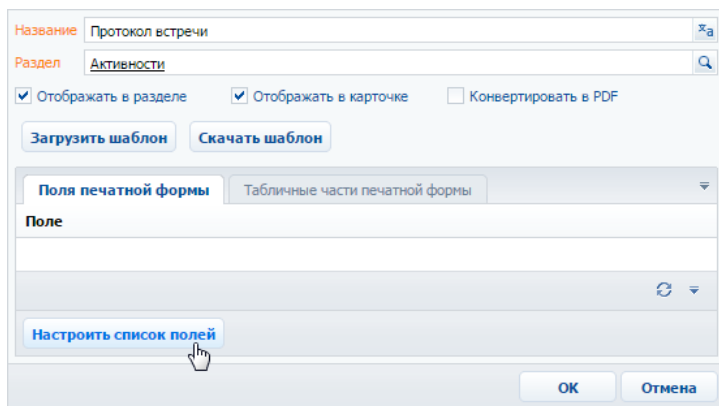 Название Протокол встречи
Раздел Активности
Отображать в разделе Отображать в карточке Конвертировать в PDF
Загрузить шаблон Скачать шаблон
Поля печатной формы Табличные части печатной формы
Поле
Настроить список полей
ОК Отмена